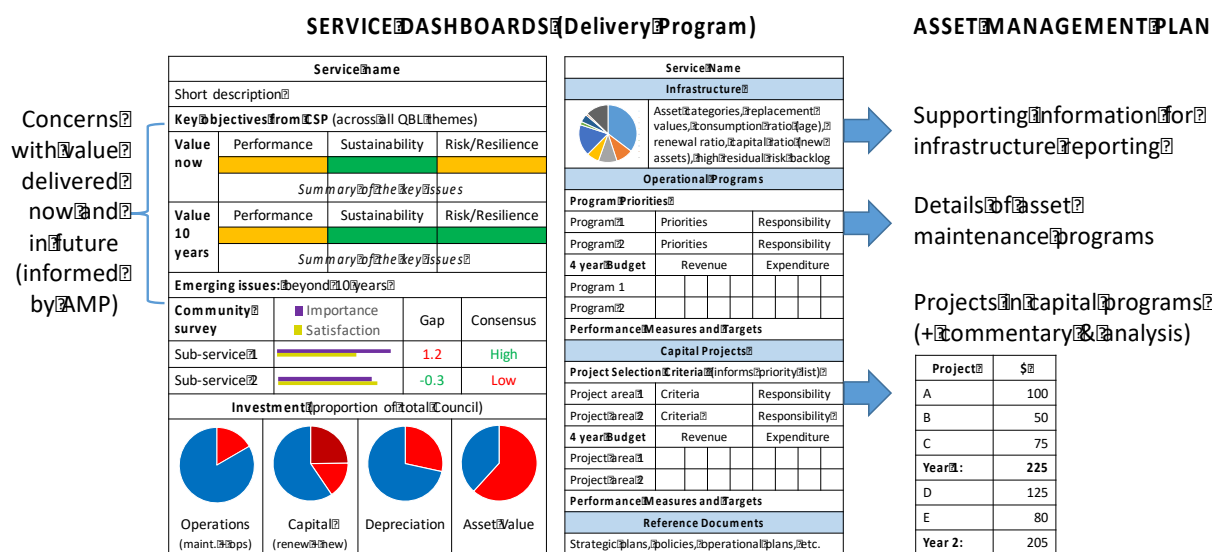 SERVICE DASHBOARDS (Delivery Program)
ASSET MANAGEMENT PLAN
Concerns
with value
delivered
now and
in future
(informed
by AMP)
Service name
Short description
Key objectives from CSP (across all QBL themes)
Value
now
Performance
Sustainability
Risk/Resilience
Summary of the key issues
Value
10
years
Performance
Sustainability
Risk/Resilience
Summary of the key issues
Emerging issues: beyond 10 years
Community
survey
Importance
Satisfaction
Gap
Consensus
Sub-service 1
1.2
High
Sub-service 2
-0.3
Low
Investment (proportion of total Council)
Operations
(maint. + ops)
Capital
(renew + new)
Depreciation
Asset Value
Service Name
Infrastructure
Asset categories, replacement
values, consumption ratio (age),
renewal ratio, capital ratio (new
assets), high residual risk backlog
Operational Programs
Program Priorities
Program 1
Priorities
Responsibility
Program 2
Priorities
Responsibility
4 year Budget
Revenue
Expenditure
Program 1
Program 2
Performance Measures and Targets
Capital Projects
Project Selection Criteria (informs priority list)
Project area 1
Criteria
Responsibility
Project area 2
Criteria
Responsibility
4 year Budget
Revenue
Expenditure
Project area 1
Project area 2
Performance Measures and Targets
Reference Documents
Strategic plans, policies, operational plans, etc.
Supporting information for
infrastructure reporting
Details of asset
maintenance programs
Projects in capital programs
(+ commentary & analysis)
Project $
A 100
B 50
C 75
Year 1: 225
D 125
E 80
Year 2: 205